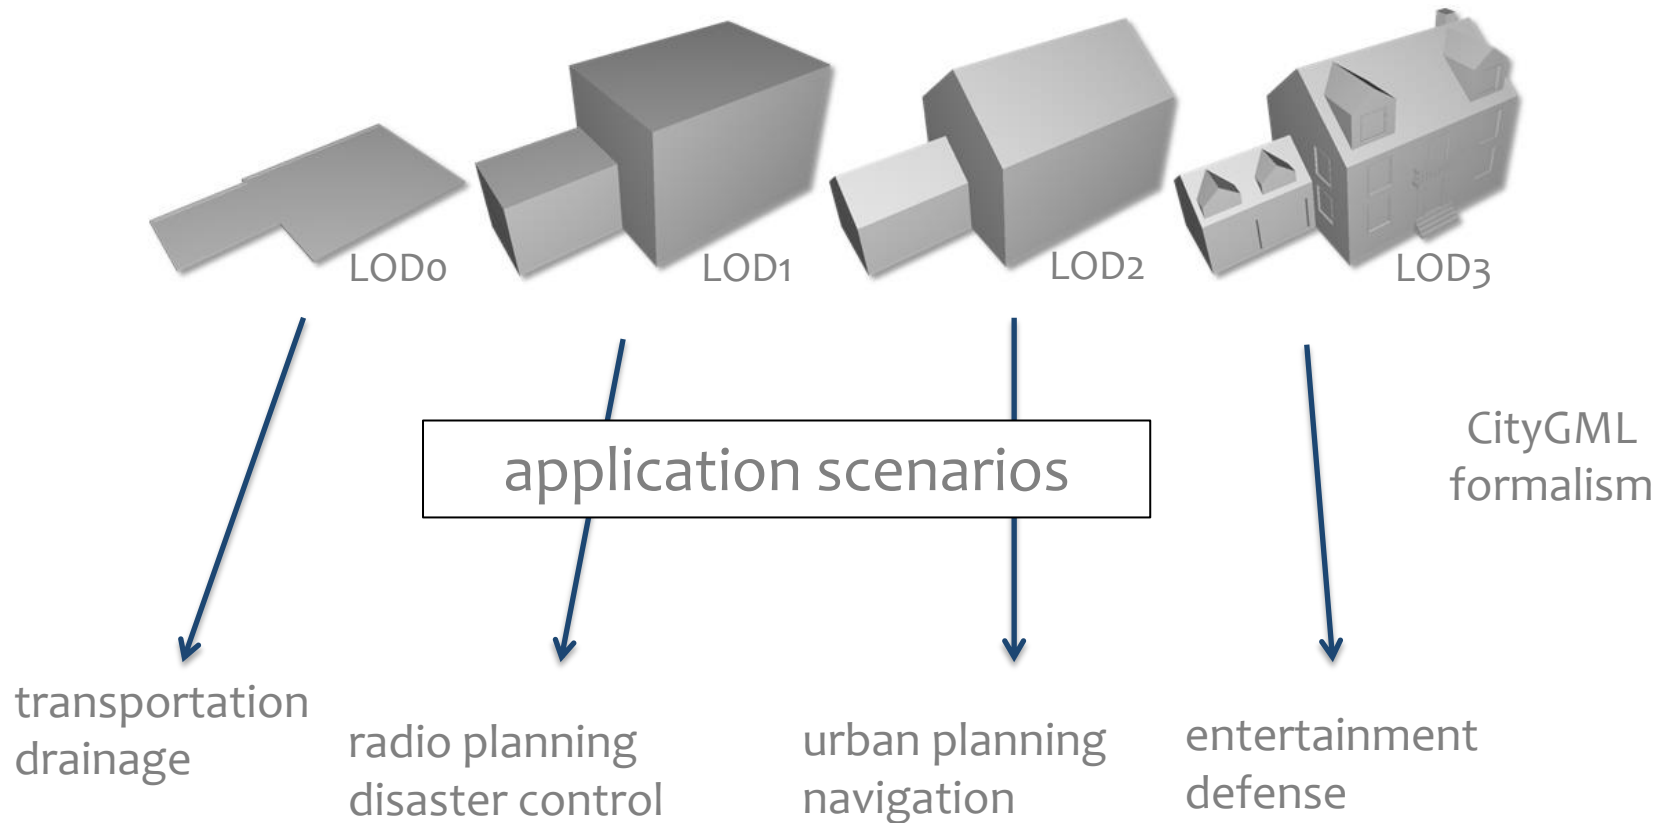 LOD0
LOD1
LOD2
LOD3
application scenarios
CityGML
formalism
transportation
drainage
radio planning
disaster control
urban planning
navigation
entertainment
defense